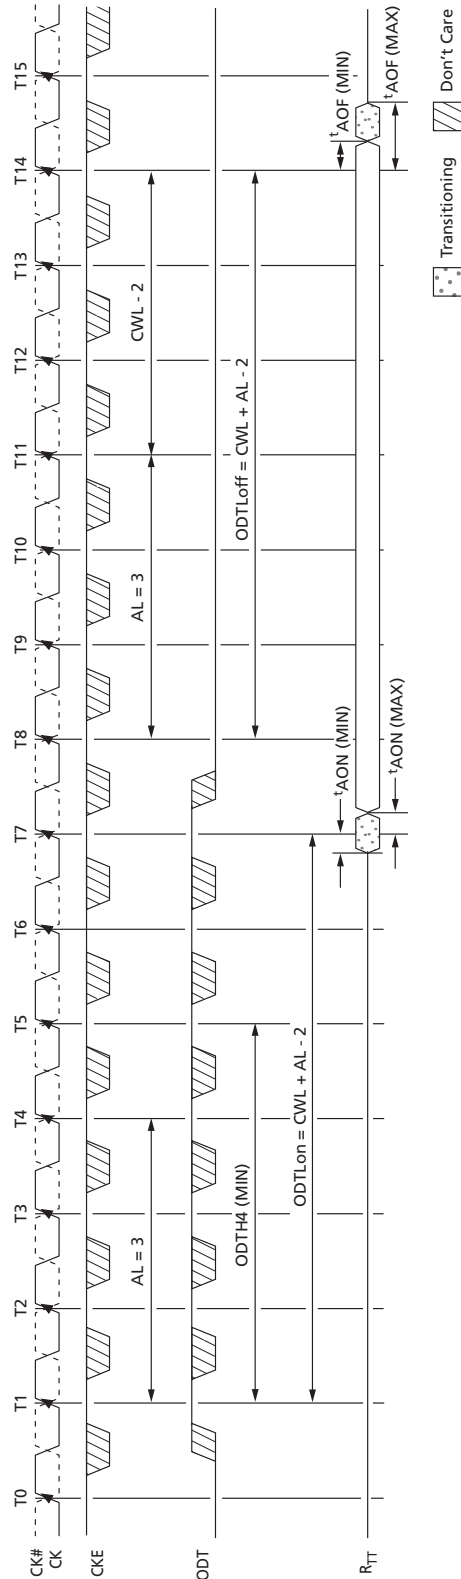 T0 T1 T2 T3 T4 T5 T6 T7 T8 T9 T10 T11 T12 T13 T14 T15
CK#
CK
CKE
AL = 3
AL = 3
CWL - 2
ODT
ODTH4 (MIN)
ODTLoff = CWL + AL - 2
ODTLon = CWL + AL - 2
tAON (MIN)
tAOF (MIN)
RTT
tAON (MAX)
tAOF (MAX)
Transitioning
Don't Care